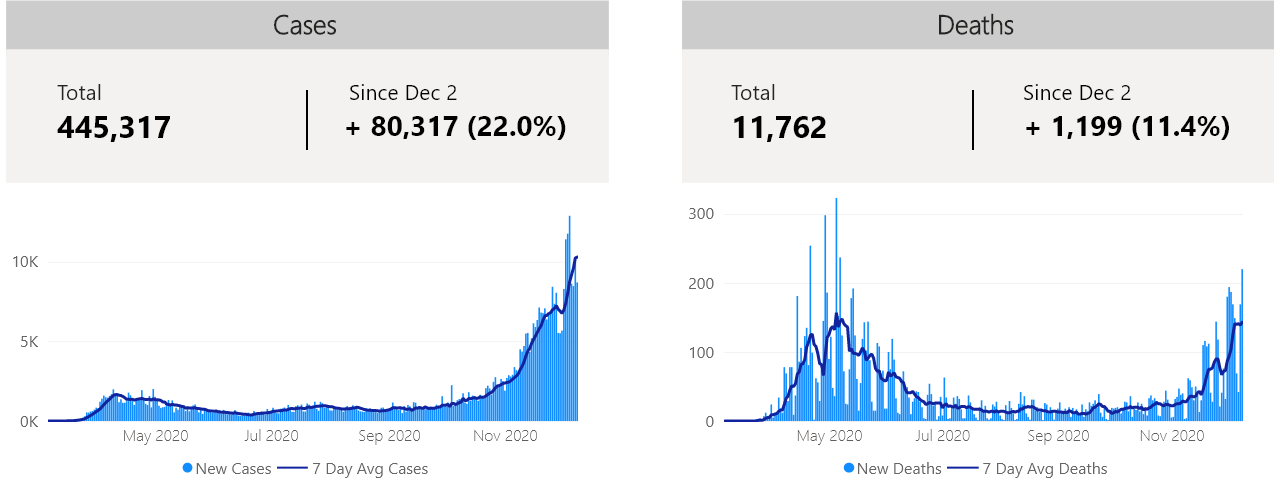 Cases
Total
Since Dec 2
445,317
+ 80,317 (22.0%)
10K
5K
0K
May 2020
Jul 2020
Sep 2020
Nov 2020
New Cases
7 Day Avg Cases
Deaths
Total
Since Dec 2
11,762
+ 1,199 (11.4%)
300
200
100
0
May 2020
Jul 2020
Sep 2020
Nov 2020
New Deaths
7 Day Avg Deaths